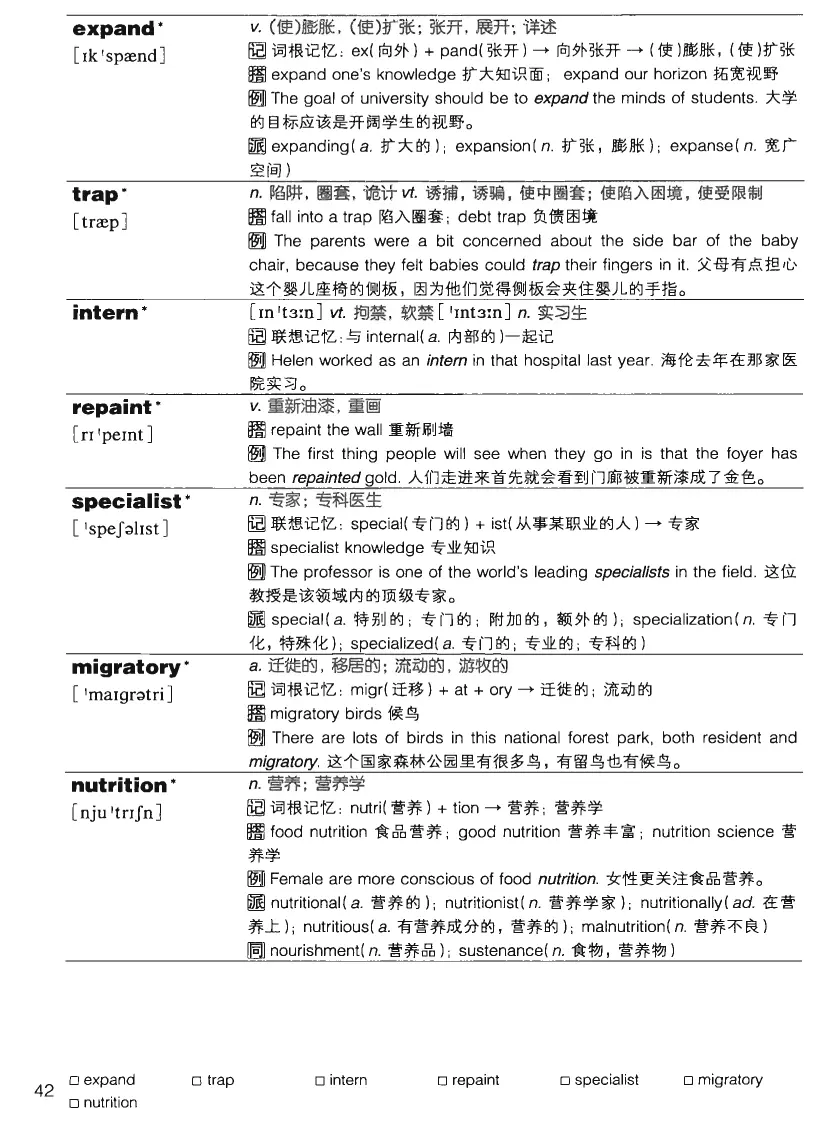 expand*
v. (使)膨胀, (使)扩张; 张开, 展开; 详述
[ɪkˈspænd]
记 词根记忆: ex(向外) + pand(张开) → 向外张开 → (使)膨胀, (使)扩张
搭 expand one's knowledge 扩大知识面; expand our horizon 拓宽视野
例 The goal of university should be to expand the minds of students. 大学
的目标应该是开阔学生的视野。
派 expanding(a. 扩大的); expansion(n. 扩张, 膨胀); expanse(n. 宽广
空间)
trap*
n. 陷阱, 圈套, 诡计 vt. 诱捕, 诱骗, 使中圈套; 使陷入困境, 使受限制
[træp]
搭 fall into a trap 陷入圈套; debt trap 负债困境
例 The parents were a bit concerned about the side bar of the baby
chair, because they felt babies could trap their fingers in it. 父母有点担心
这个婴儿座椅的侧板, 因为他们觉得侧板会夹住婴儿的手指。
intern*
[ɪnˈtɜːn] vt. 拘禁, 软禁 [ˈɪntɜːn] n. 实习生
记 联想记忆:与 internal(a. 内部的)一起记
例 Helen worked as an intern in that hospital last year. 海伦去年在那家医
院实习。
repaint*
v. 重新油漆, 重画
[rɪˈpeɪnt]
搭 repaint the wall 重新刷墙
例 The first thing people will see when they go in is that the foyer has
been repainted gold. 人们走进来首先就会看到门廊被重新漆成了金色。
specialist*
n. 专家; 专科医生
[ˈspeʃəlɪst]
记 联想记忆: special(专门的) + ist(从事某职业的人) → 专家
搭 specialist knowledge 专业知识
例 The professor is one of the world's leading specialists in the field. 这位
教授是该领域内的顶级专家。
派 special(a. 特别的; 专门的; 附加的, 额外的); specialization(n. 专门
化, 特殊化); specialized(a. 专门的; 专业的; 专科的)
migratory*
a. 迁徙的, 移居的; 流动的, 游牧的
[ˈmaɪgrətri]
记 词根记忆: migr(迁移) + at + ory → 迁徙的; 流动的
搭 migratory birds 候鸟
例 There are lots of birds in this national forest park, both resident and
migratory. 这个国家森林公园里有很多鸟, 有留鸟也有候鸟。
nutrition*
n. 营养; 营养学
[njuˈtrɪʃn]
记 词根记忆: nutri(营养) + tion → 营养; 营养学
搭 food nutrition 食品营养; good nutrition 营养丰富; nutrition science 营
养学
例 Female are more conscious of food nutrition. 女性更关注食品营养。
派 nutritional(a. 营养的); nutritionist(n. 营养学家); nutritionally(ad. 在营
养上); nutritious(a. 有营养成分的, 营养的); malnutrition(n. 营养不良)
同 nourishment(n. 营养品); sustenance(n. 食物, 营养物)
□ expand □ trap □ intern □ repaint □ specialist □ migratory
42
□ nutrition